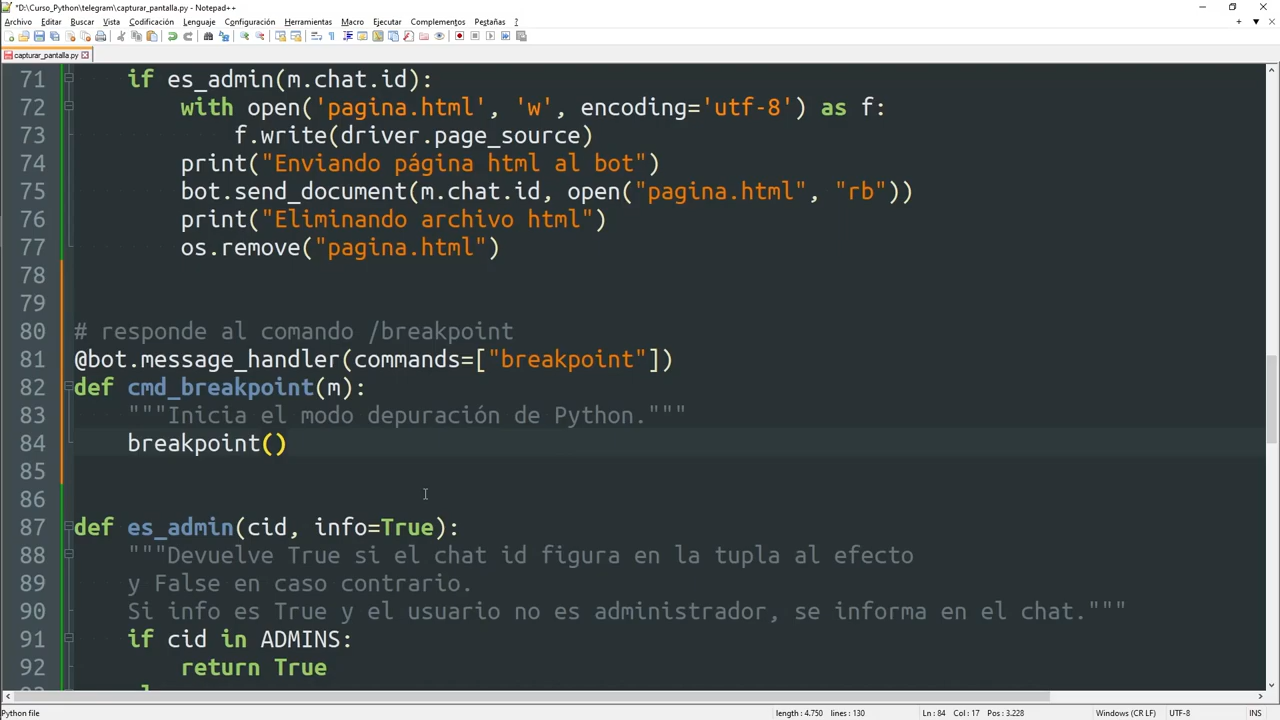 *D:\Curso_Python\telegram\capturar_pantalla.py - Notepad++
Archivo Editar Buscar Vista Codificación Lenguaje Configuración Herramientas Macro Ejecutar Complementos Pestañas ?
capturar_pantalla.py
71 if es_admin(m.chat.id):
72 with open('pagina.html', 'w', encoding='utf-8') as f:
73 f.write(driver.page_source)
74 print("Enviando página html al bot")
75 bot.send_document(m.chat.id, open("pagina.html", "rb"))
76 print("Eliminando archivo html")
77 os.remove("pagina.html")
78
79
80 # responde al comando /breakpoint
81 @bot.message_handler(commands=["breakpoint"])
82 def cmd_breakpoint(m):
83 """Inicia el modo depuración de Python."""
84 breakpoint()
85
86
87 def es_admin(cid, info=True):
88 """Devuelve True si el chat id figura en la tupla al efecto
89 y False en caso contrario.
90 Si info es True y el usuario no es administrador, se informa en el chat."""
91 if cid in ADMINS:
92 return True
Python file length : 4.750 lines : 130 Ln : 84 Col : 17 Pos : 3.228 Windows (CR LF) UTF-8 INS